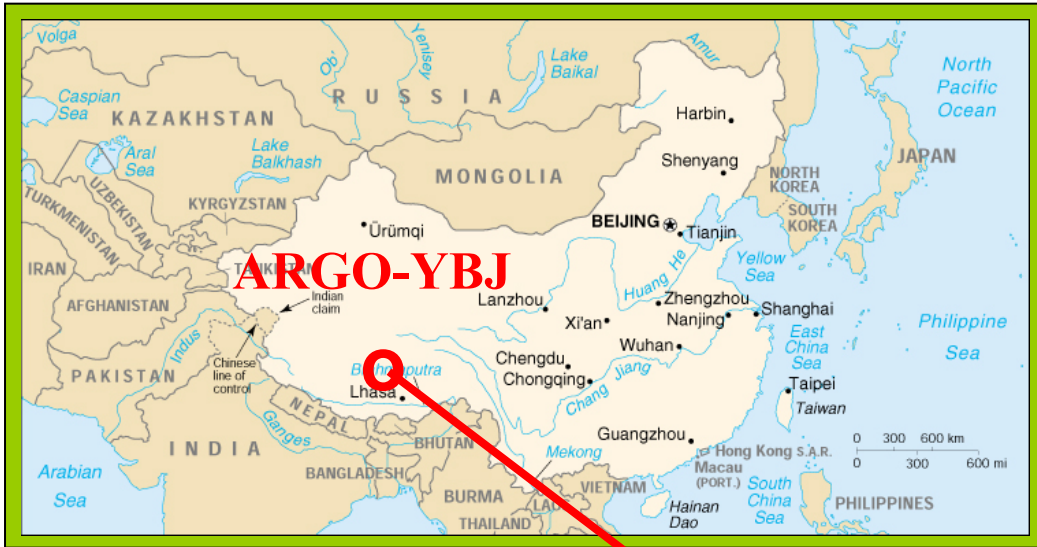 Volga
Ob'
Yenisey
Lake
Baikal
Amur
North
Pacific
Ocean
Caspian
Sea
RUSSIA
KAZAKHSTAN
Harbin
Aral
Sea
Lake
Balkhash
Shenyang
JAPAN
MONGOLIA
NORTH
KOREA
UZBEKISTAN
KYRGYZSTAN
TURKMENISTAN
SOUTH
KOREA
BEIJING
Ürümqi
Tianjin
IRAN
ARGO-YBJ
Yellow
Sea
Indian
claim
Lanzhou
Huang He
Zhengzhou
Shanghai
AFGHANISTAN
Xi'an
Nanjing
Philippine
Sea
Indus
East
China
Sea
Wuhan
Chinese
line of
control
Chengdu
Chongqing
Chang Jiang
PAKISTAN
Lhasa
Taipei
Taiwan
NEPAL
Ganges
BHUTAN
Guangzhou
0 300 600 km
0 300 600 mi
INDIA
Mekong
Hong Kong S.A.R.
Macau
(PORT.)
BANGLADESH
Arabian
Sea
BURMA
VIETNAM
South
China
Sea
Hainan
Dao
PHILIPPINES
THAILAND